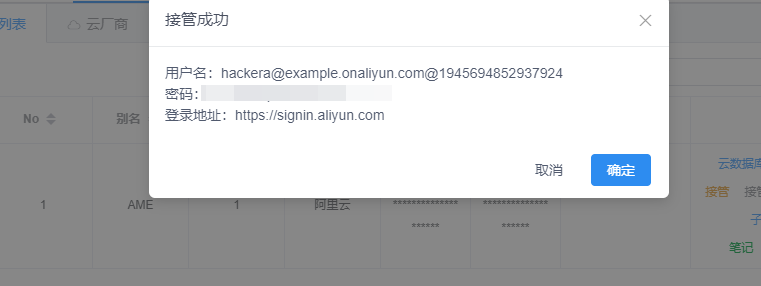 列表
云厂商
接管成功
用户名：hackera@example.onaliyun.com@1945694852937924
密码：
登录地址：https://signin.aliyun.com
取消
确定
No
别名
1
AME
1
阿里云
**************
******
**************
******
云数据库
接管
接管
子
笔记